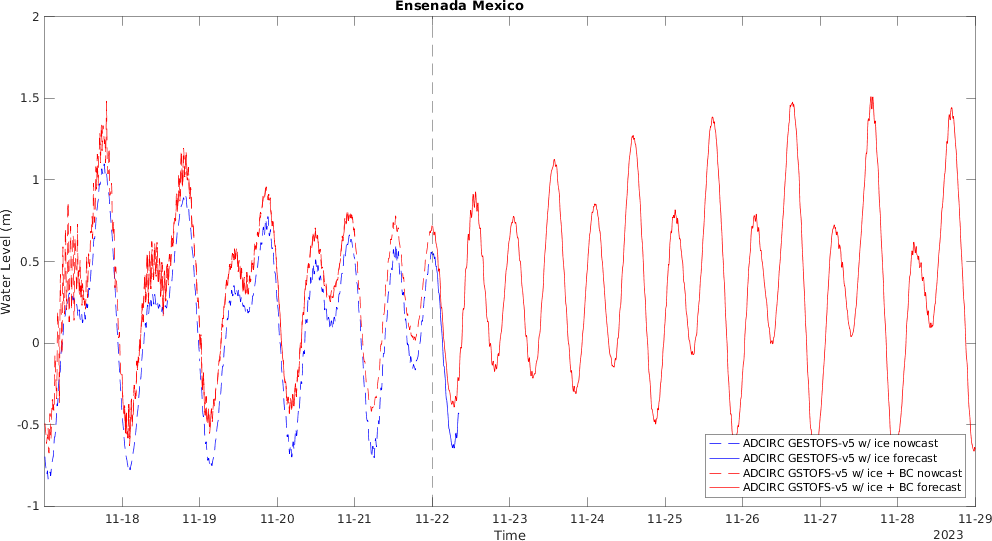 Ensenada Mexico
2
1.5
1
0.5
0
-0.5
-1
Water Level (m)
11-18
11-19
11-20
11-21
11-22
11-23
11-24
11-25
11-26
11-27
11-28
11-29
Time
2023
ADCIRC GESTOFS-v5 w/ ice nowcast
ADCIRC GESTOFS-v5 w/ ice forecast
ADCIRC GSTOFS-v5 w/ ice + BC nowcast
ADCIRC GSTOFS-v5 w/ ice + BC forecast